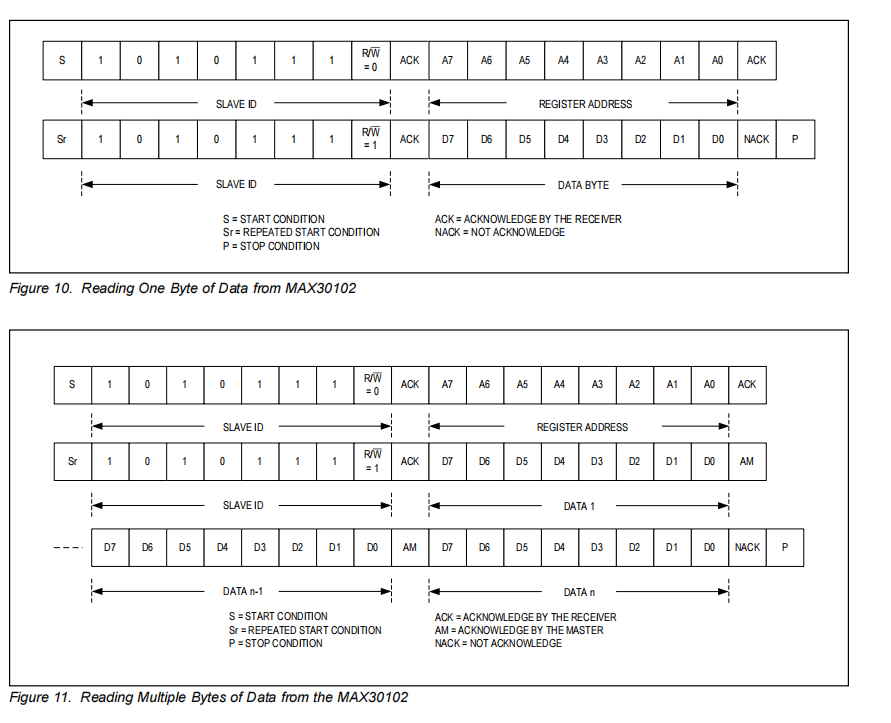 S 1 0 1 0 1 1 1 R/W̅ = 0 ACK A7 A6 A5 A4 A3 A2 A1 A0 ACK
SLAVE ID REGISTER ADDRESS
Sr 1 0 1 0 1 1 1 R/W̅ = 1 ACK D7 D6 D5 D4 D3 D2 D1 D0 NACK P
SLAVE ID DATA BYTE
S = START CONDITION
Sr = REPEATED START CONDITION
P = STOP CONDITION
ACK = ACKNOWLEDGE BY THE RECEIVER
NACK = NOT ACKNOWLEDGE
Figure 10. Reading One Byte of Data from MAX30102
S 1 0 1 0 1 1 1 R/W̅ = 0 ACK A7 A6 A5 A4 A3 A2 A1 A0 ACK
SLAVE ID REGISTER ADDRESS
Sr 1 0 1 0 1 1 1 R/W̅ = 1 ACK D7 D6 D5 D4 D3 D2 D1 D0 AM
SLAVE ID DATA 1
D7 D6 D5 D4 D3 D2 D1 D0 AM D7 D6 D5 D4 D3 D2 D1 D0 NACK P
DATA n-1 DATA n
S = START CONDITION
Sr = REPEATED START CONDITION
P = STOP CONDITION
ACK = ACKNOWLEDGE BY THE RECEIVER
AM = ACKNOWLEDGE BY THE MASTER
NACK = NOT ACKNOWLEDGE
Figure 11. Reading Multiple Bytes of Data from the MAX30102